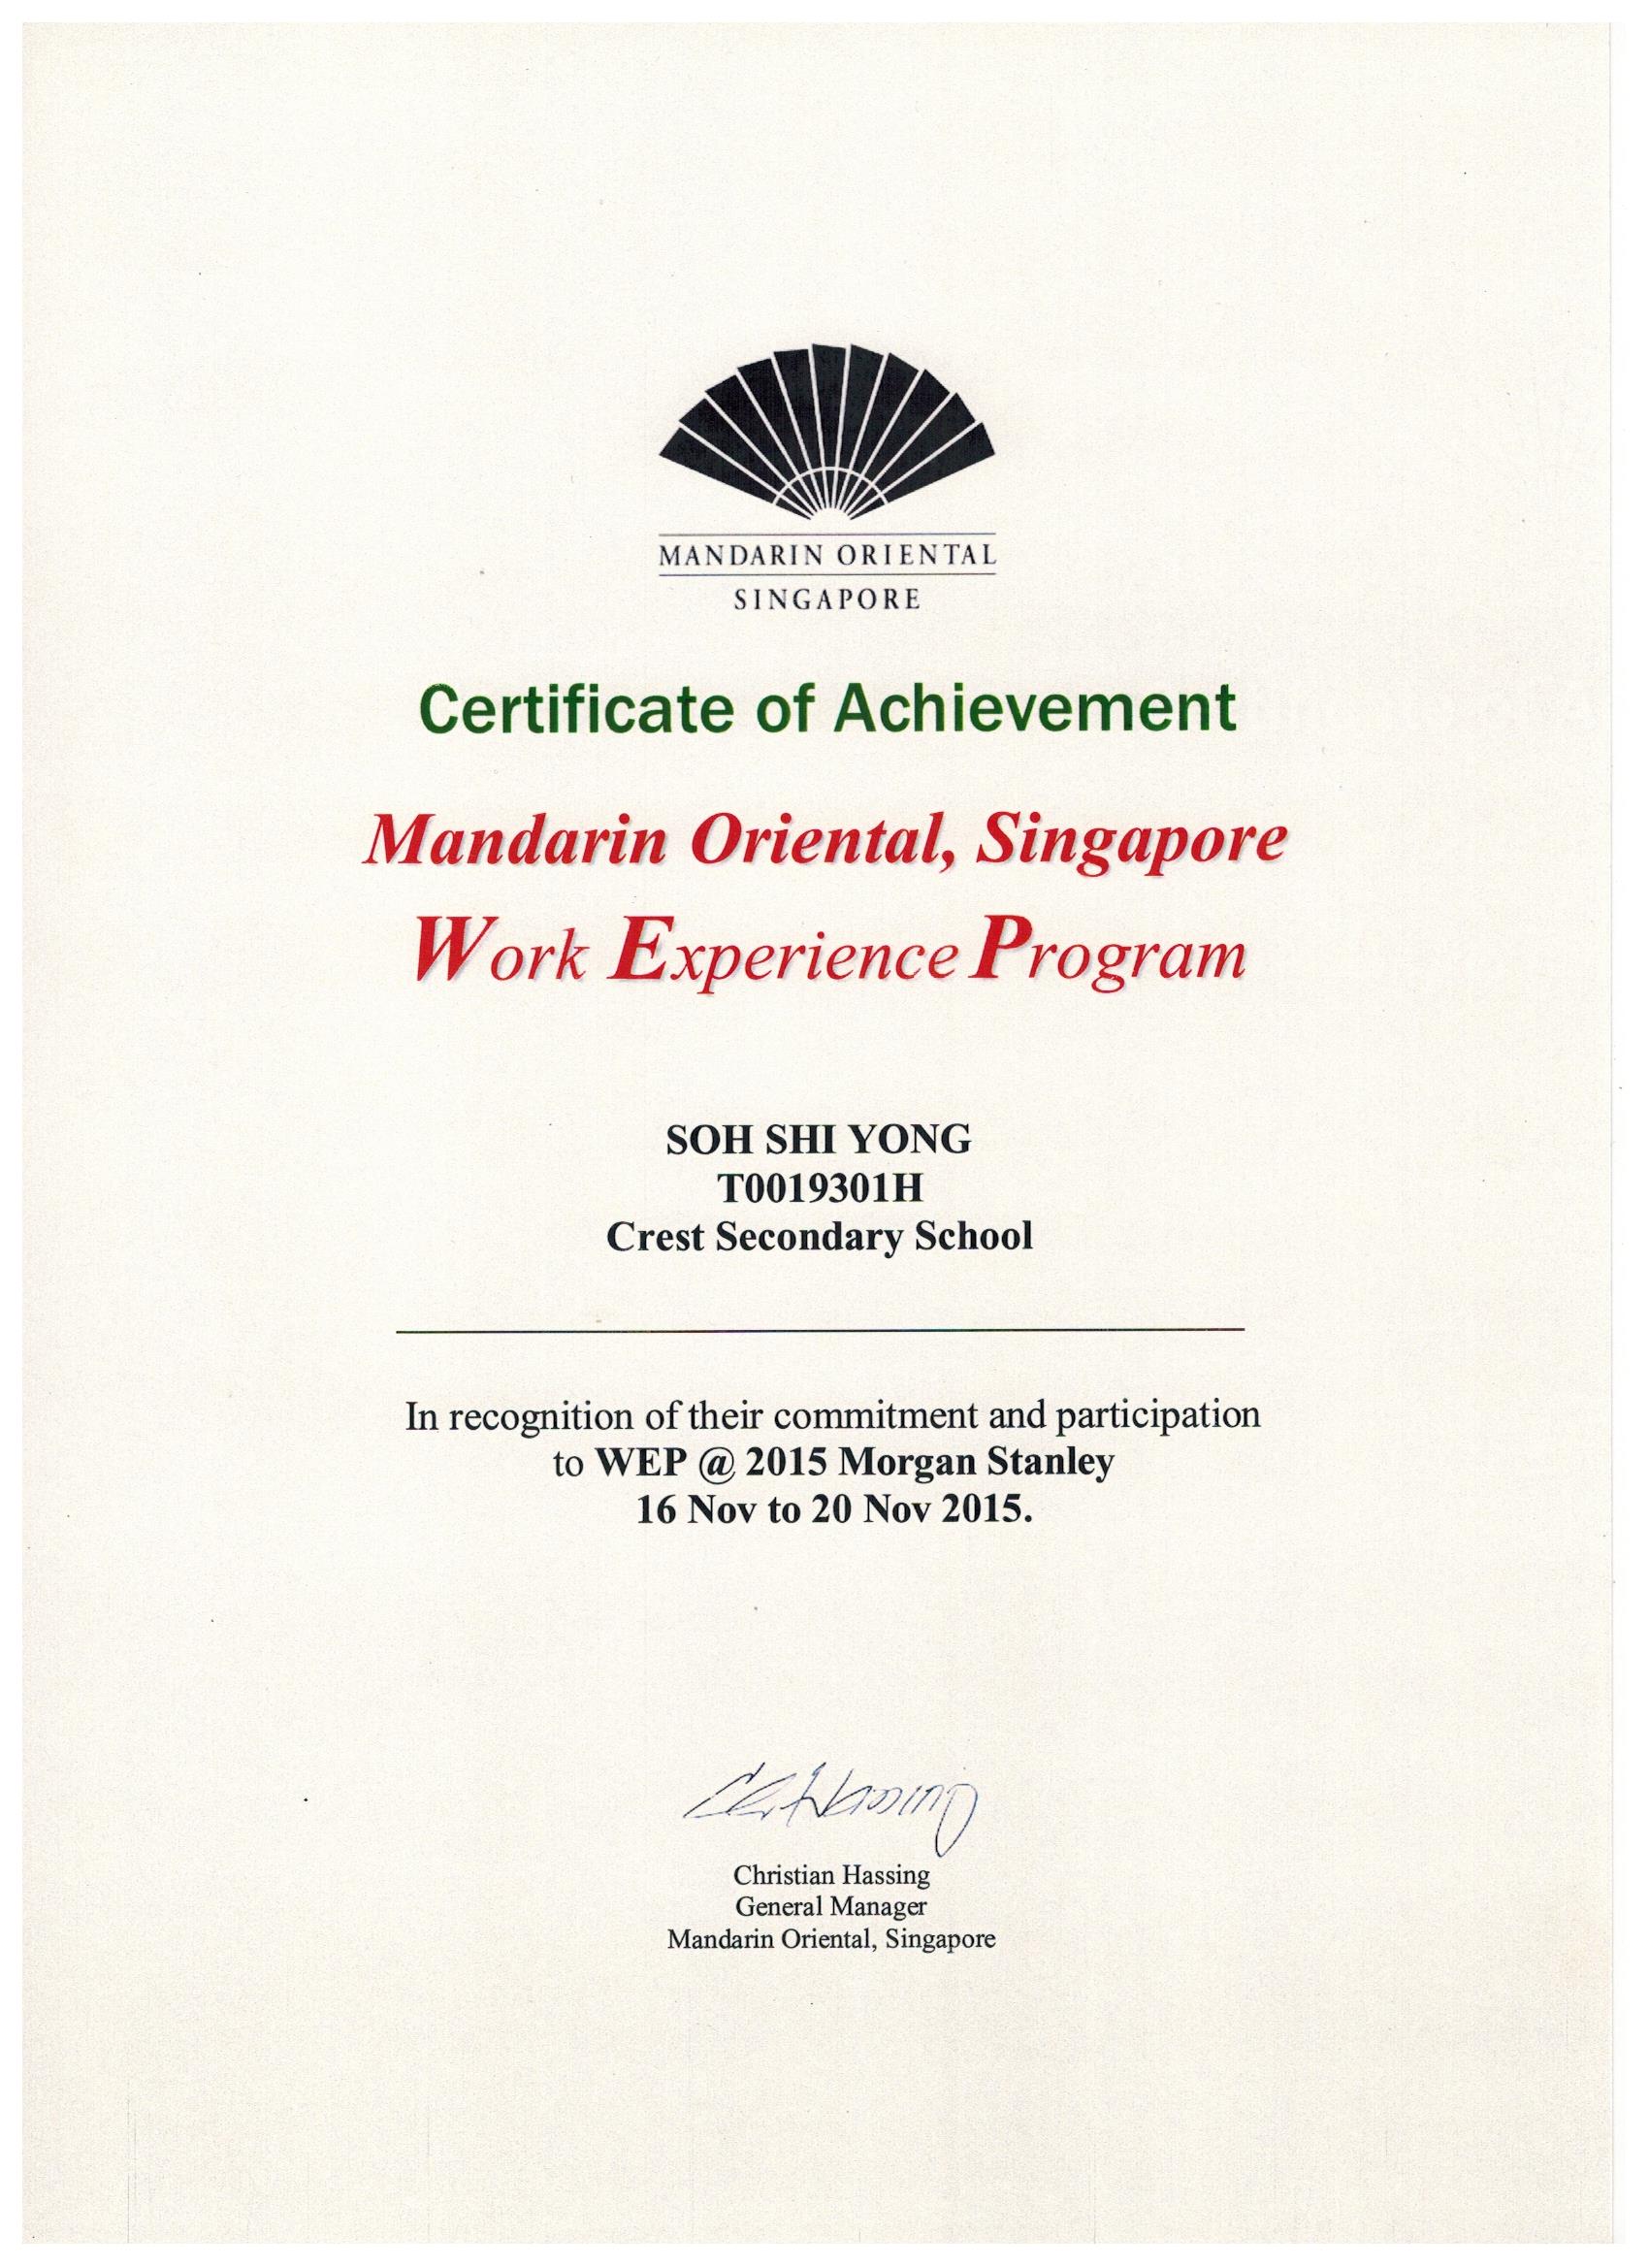 MANDARIN ORIENTAL
SINGAPORE
Certificate of Achievement
Mandarin Oriental, Singapore
Work Experience Program
SOH SHI YONG
T0019301H
Crest Secondary School
In recognition of their commitment and participation
to WEP @ 2015 Morgan Stanley
16 Nov to 20 Nov 2015.
Christian Hassing
General Manager
Mandarin Oriental, Singapore